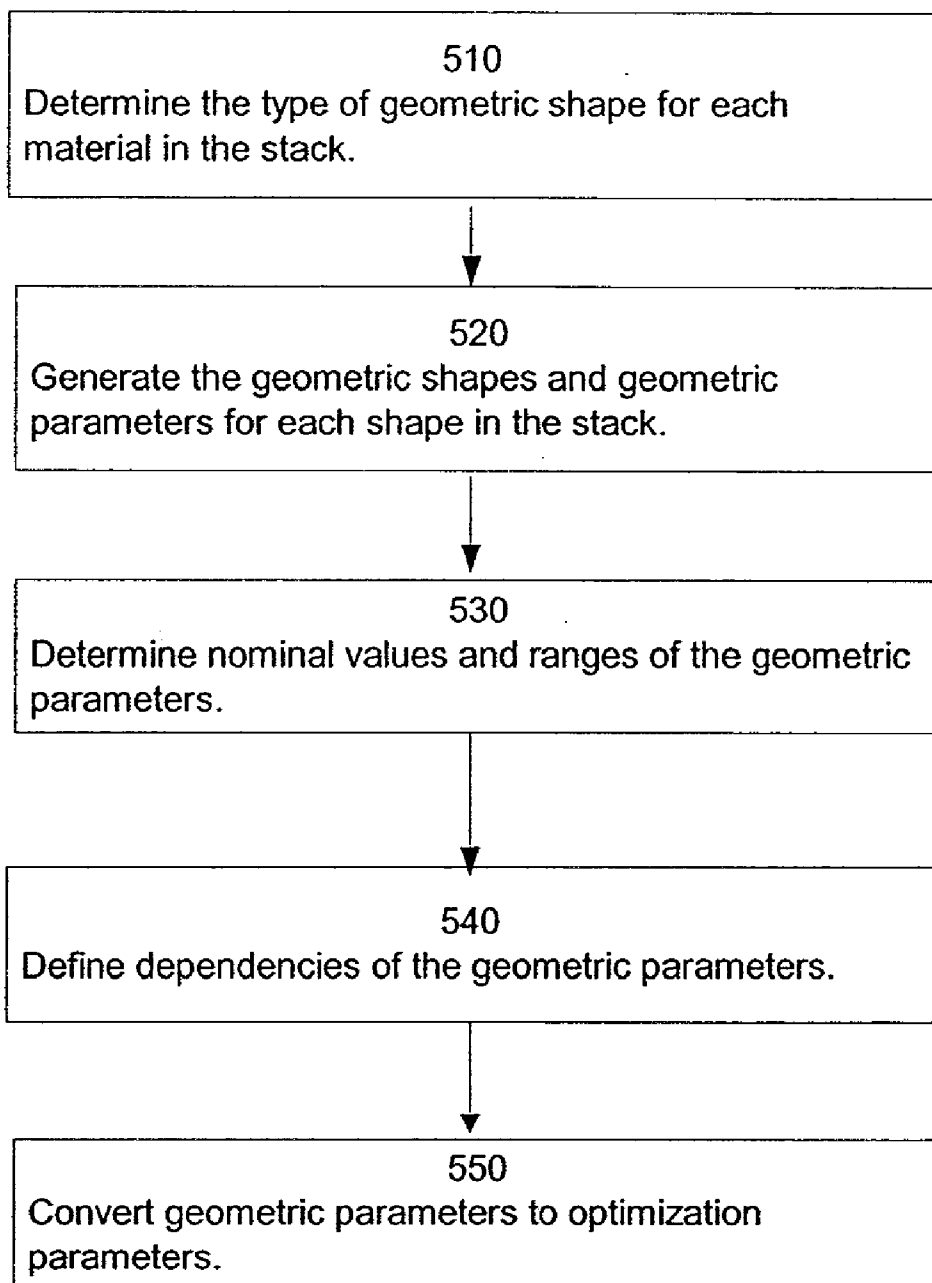 510
Determine the type of geometric shape for each
material in the stack.
520
Generate the geometric shapes and geometric
parameters for each shape in the stack.
530
Determine nominal values and ranges of the geometric
parameters.
540
Define dependencies of the geometric parameters.
550
Convert geometric parameters to optimization
parameters.